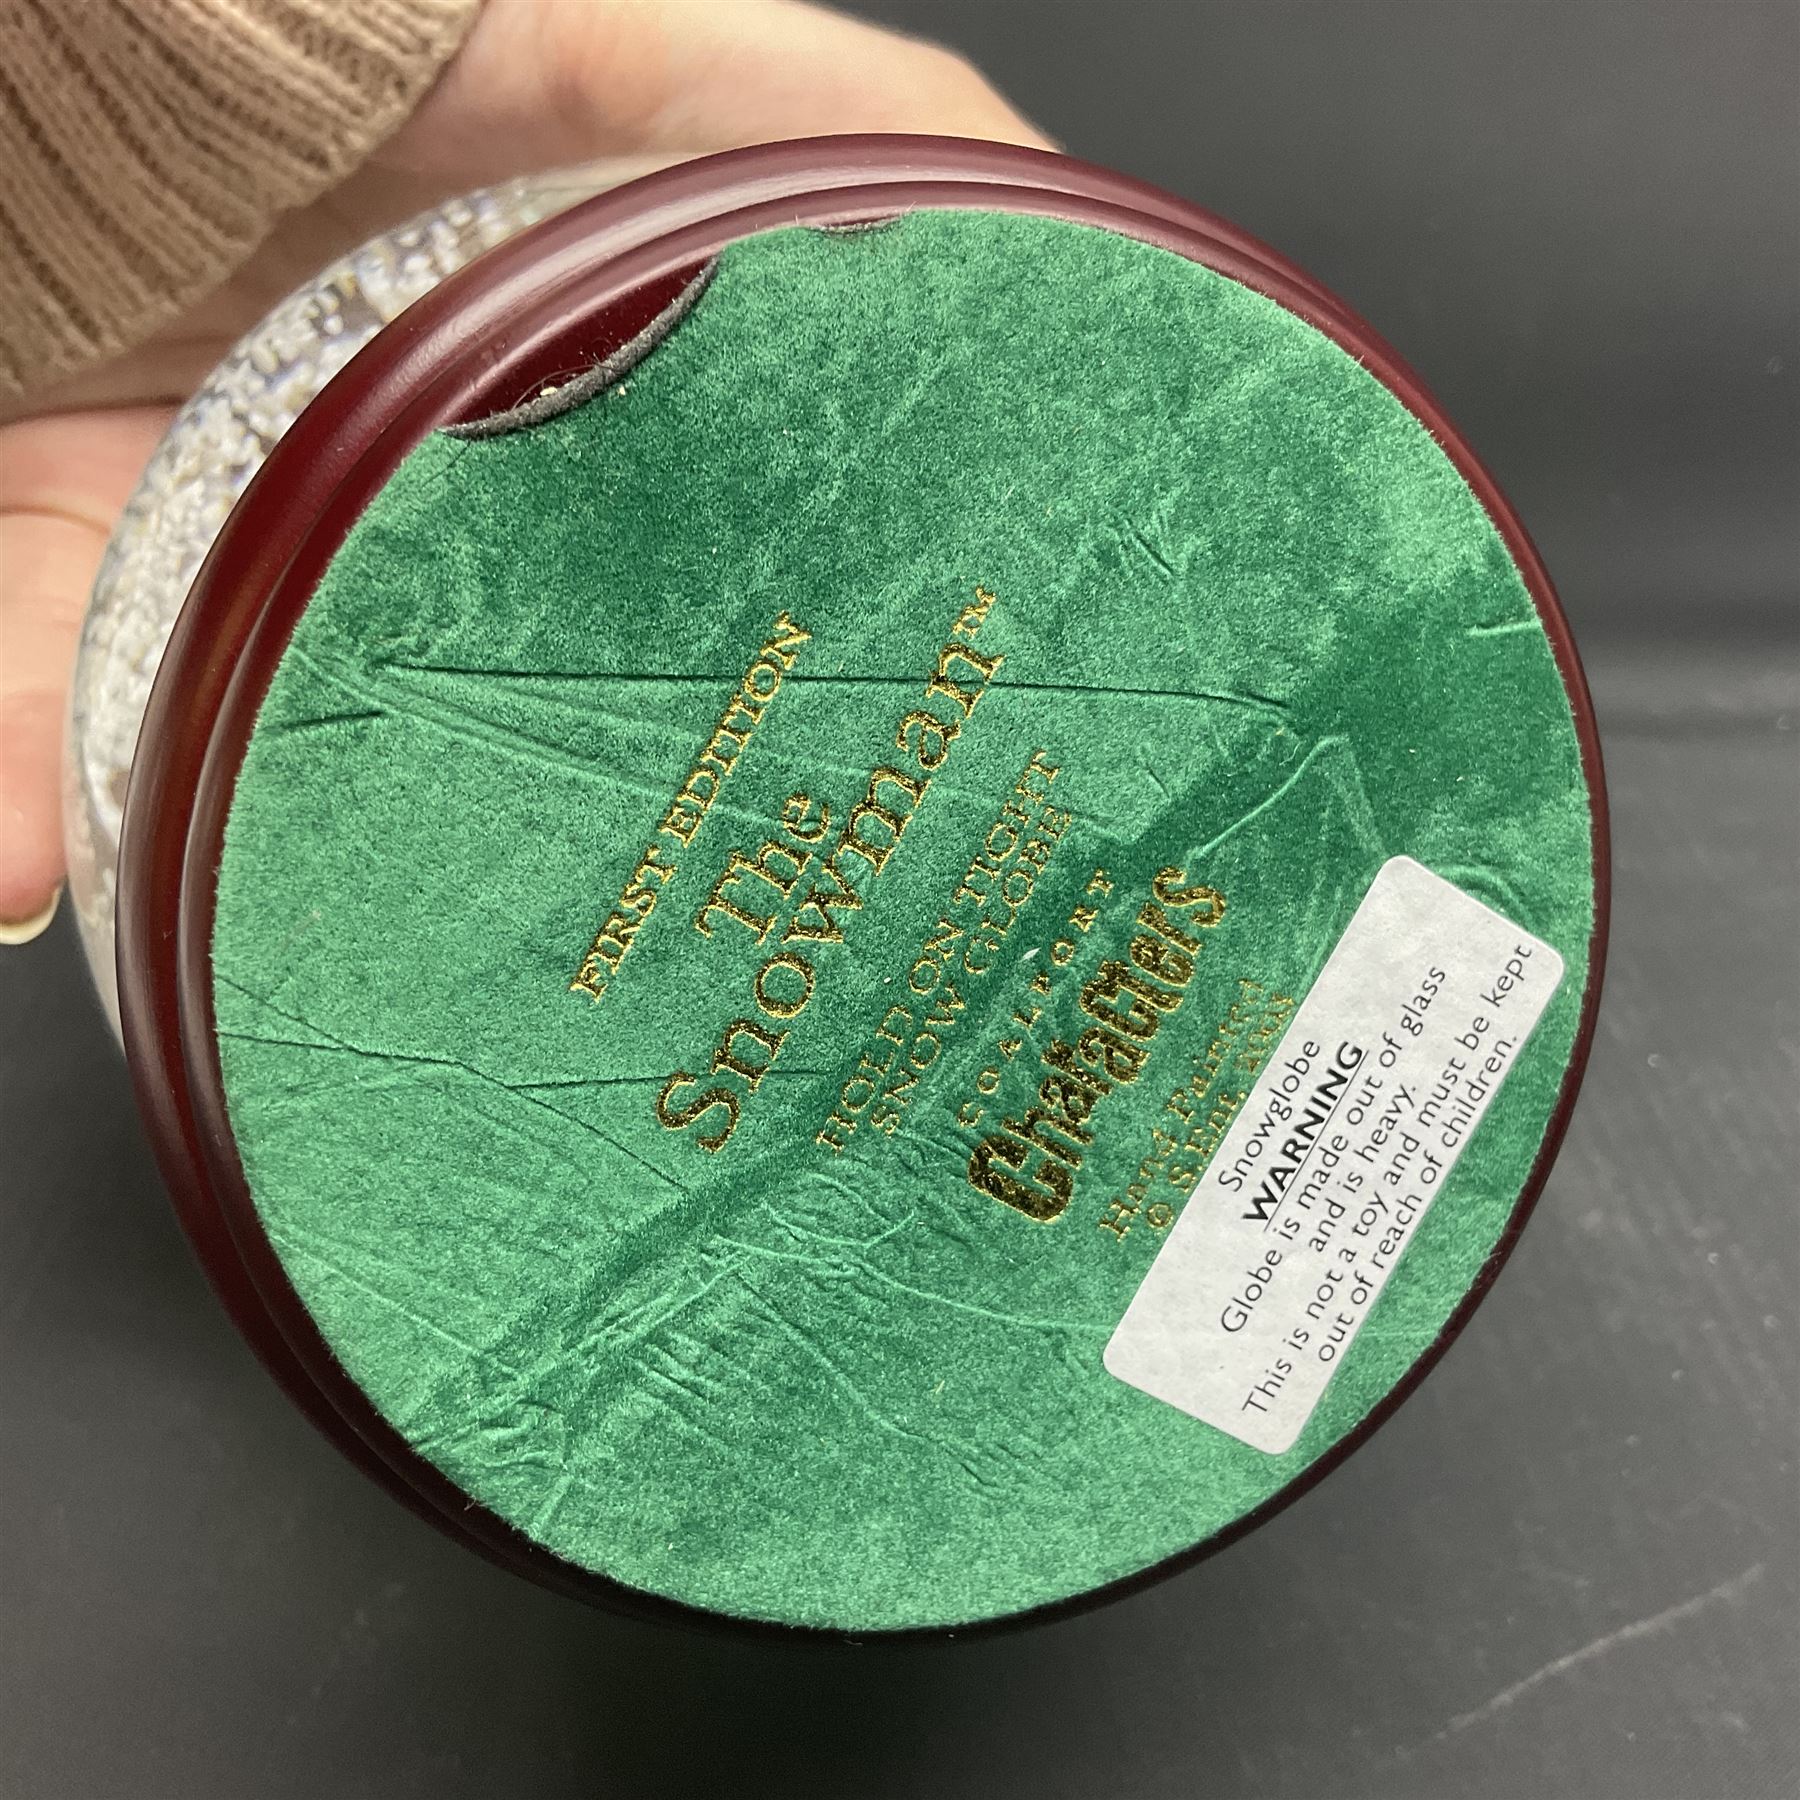 FIRST EDITION
The
Snowman™
HOLD ON TIGHT
SNOW GLOBE
COALPORT
Characters
Hand Painted
© S. Ent.
Snowglobe
WARNING
Globe is made out of glass
and is heavy.
This is not a toy and must be kept
out of reach of children.